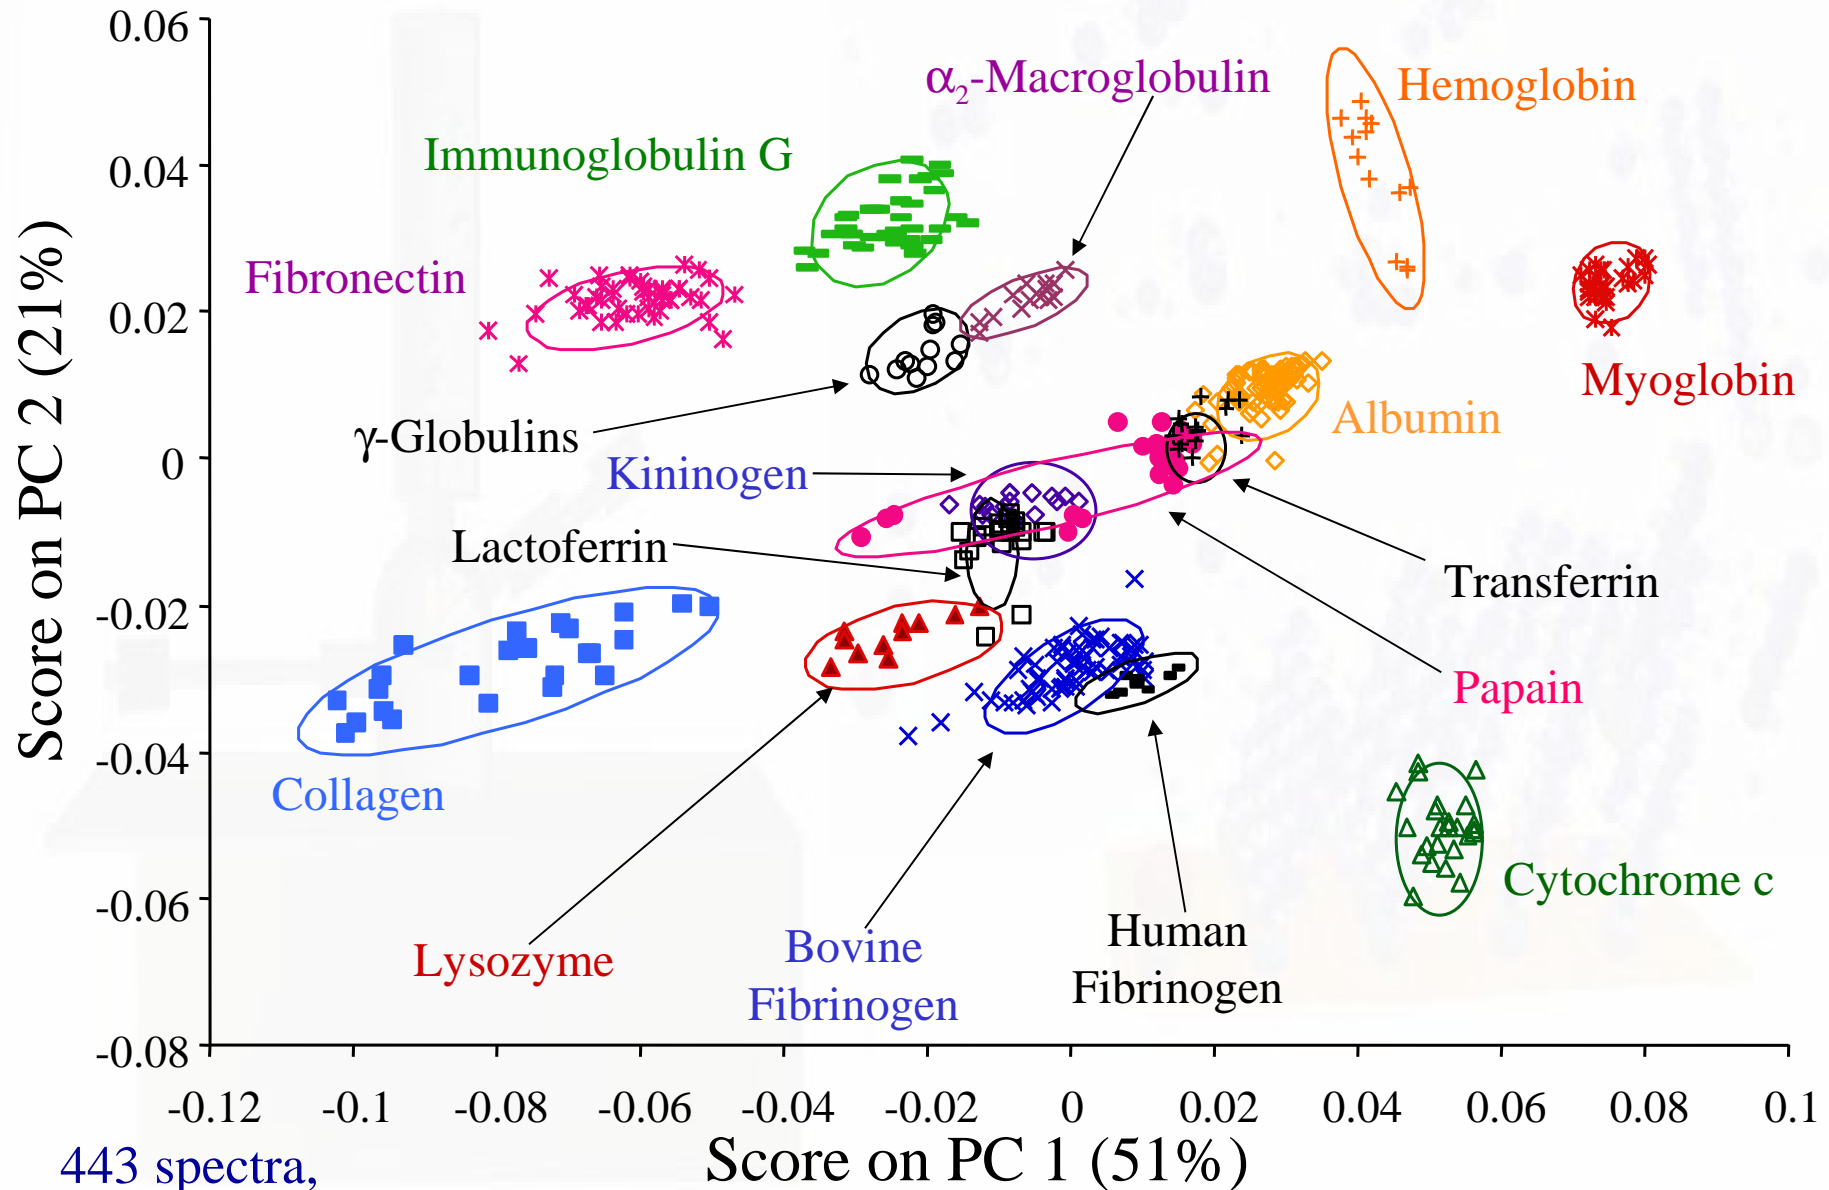 0.06
0.04
0.02
0
-0.02
-0.04
-0.06
-0.08
Score on PC 2 (21%)
α2-Macroglobulin
Hemoglobin
Immunoglobulin G
Fibronectin
Myoglobin
Albumin
γ-Globulins
Kininogen
Lactoferrin
Transferrin
Papain
Collagen
Cytochrome c
Lysozyme
Bovine
Fibrinogen
Human
Fibrinogen
-0.12 -0.1 -0.08 -0.06 -0.04 -0.02 0 0.02 0.04 0.06 0.08 0.1
Score on PC 1 (51%)
443 spectra,